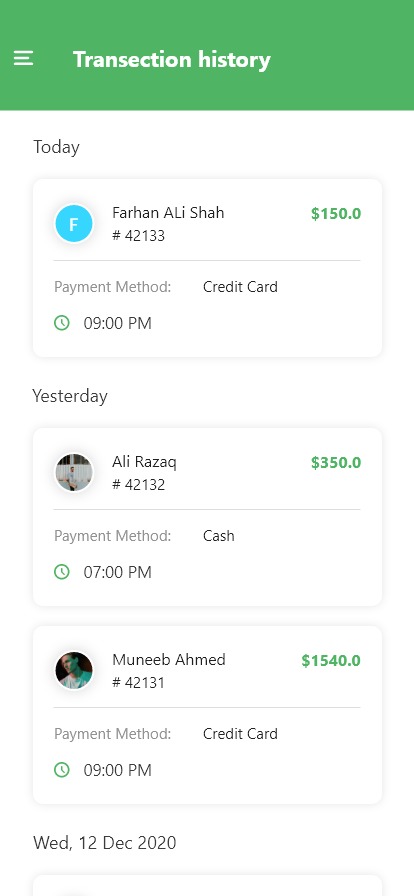 Transection history
Today
F
Farhan ALi Shah
$150.0
# 42133
Payment Method: Credit Card
09:00 PM
Yesterday
Ali Razaq
$350.0
# 42132
Payment Method: Cash
07:00 PM
Muneeb Ahmed
$1540.0
# 42131
Payment Method: Credit Card
09:00 PM
Wed, 12 Dec 2020